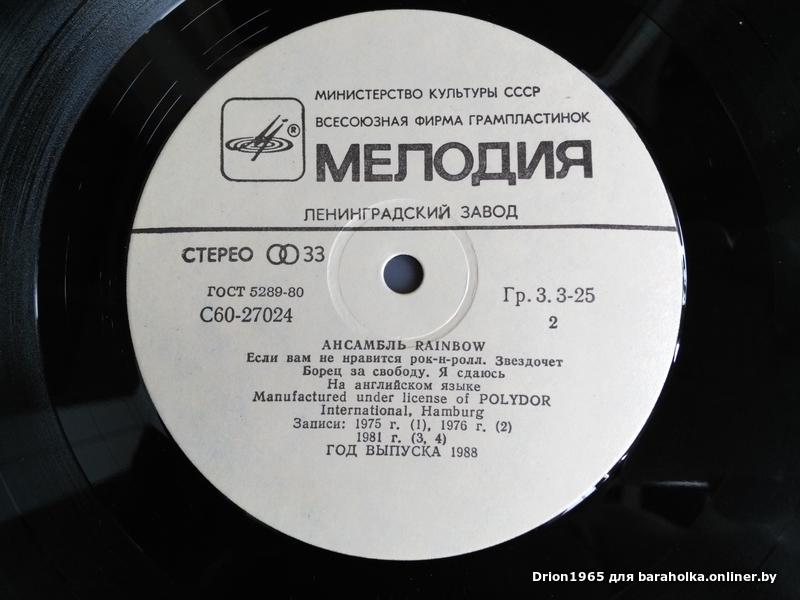 МИНИСТЕРСТВО КУЛЬТУРЫ СССР
ВСЕСОЮЗНАЯ ФИРМА ГРАМПЛАСТИНОК
®
МЕЛОДИЯ
ЛЕНИНГРАДСКИЙ ЗАВОД
СТЕРЕО 33
ГОСТ 5289-80
С60-27024
Гр. 3. 3-25
2
АНСАМБЛЬ RAINBOW
Если вам не нравится рок-н-ролл. Звездочет
Борец за свободу. Я сдаюсь
На английском языке
Manufactured under license of POLYDOR
International, Hamburg
Записи: 1975 г. (1), 1976 г. (2)
1981 г. (3, 4)
ГОД ВЫПУСКА 1988
Drion1965 для baraholka.onliner.by